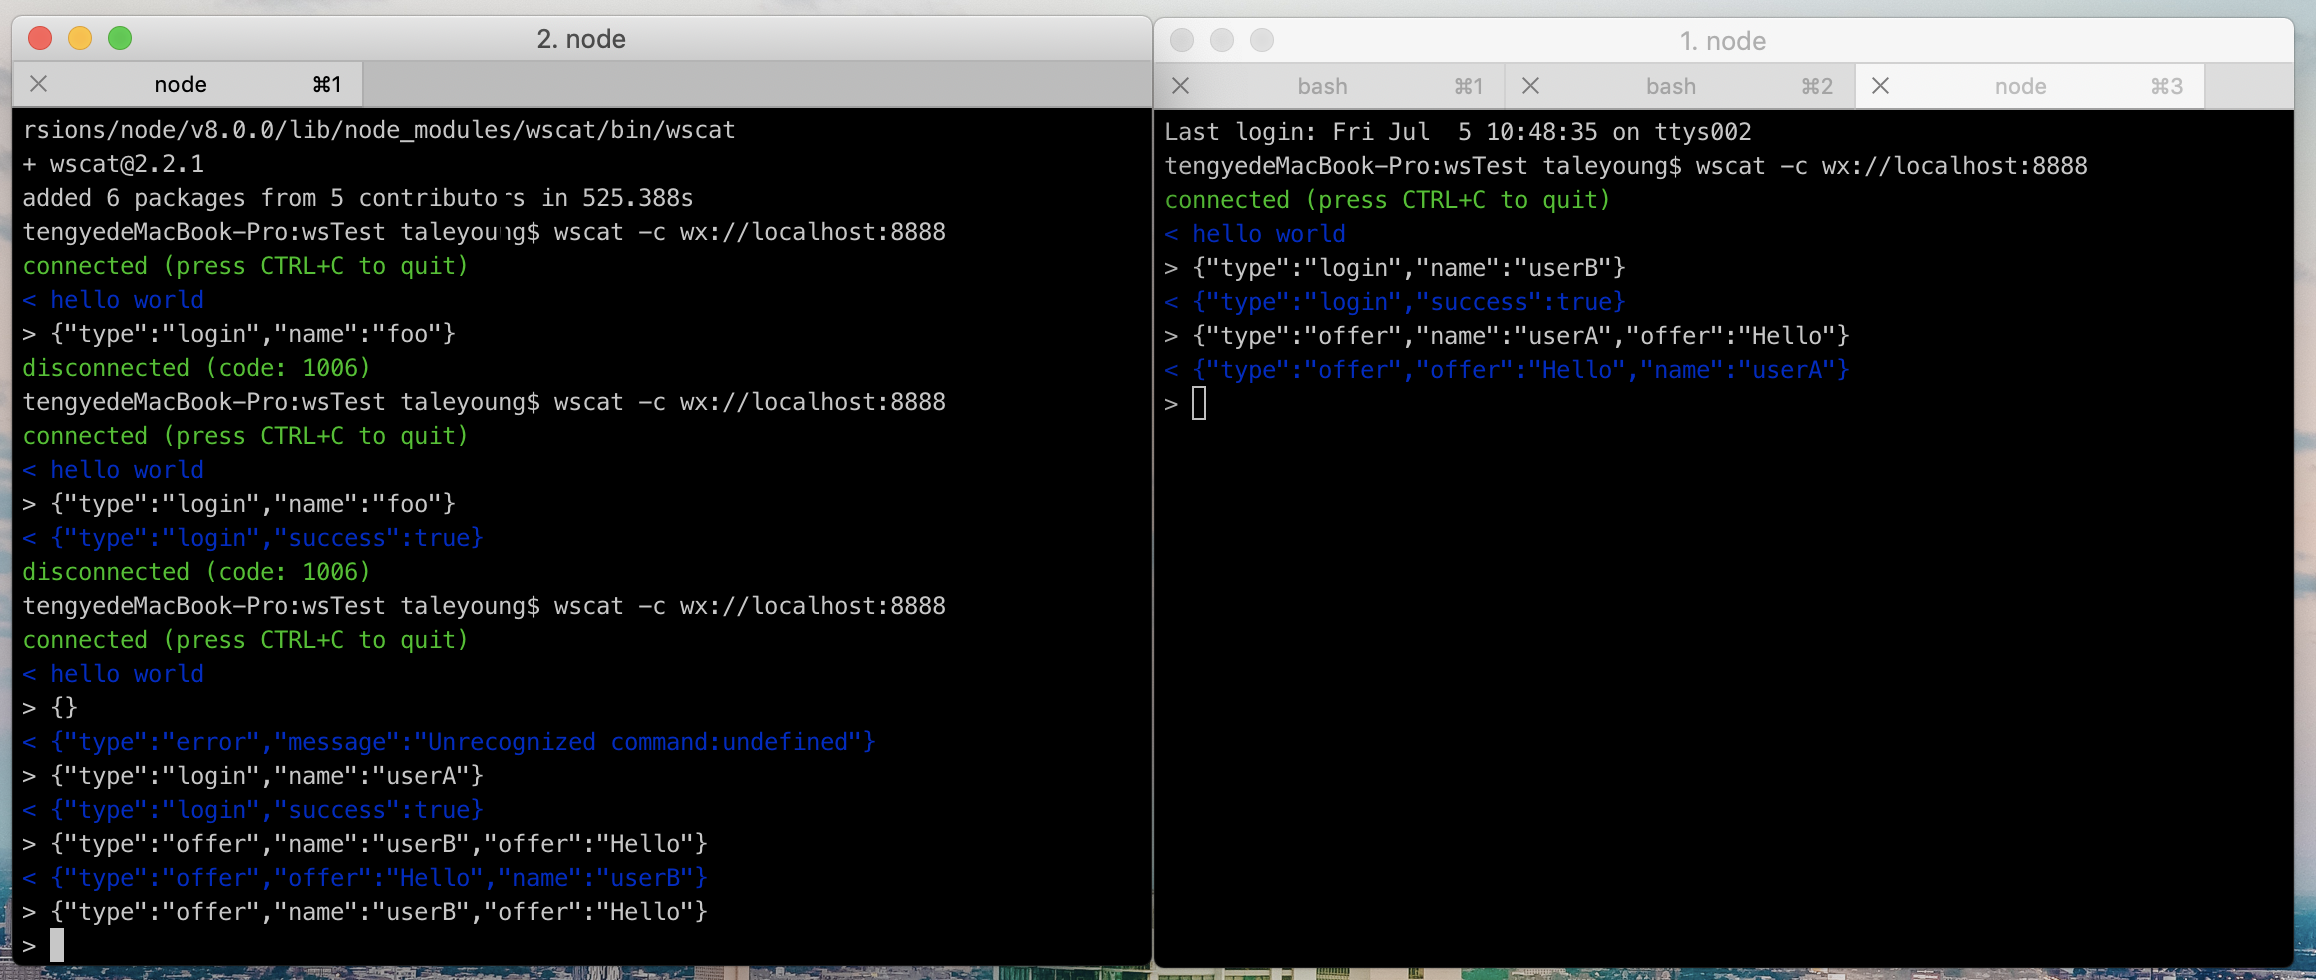 2. node
node ⌘1
rsions/node/v8.0.0/lib/node_modules/wscat/bin/wscat
+ wscat@2.2.1
added 6 packages from 5 contributors in 525.388s
tengyedeMacBook-Pro:wsTest taleyoung$ wscat -c wx://localhost:8888
connected (press CTRL+C to quit)
< hello world
> {"type":"login","name":"foo"}
disconnected (code: 1006)
tengyedeMacBook-Pro:wsTest taleyoung$ wscat -c wx://localhost:8888
connected (press CTRL+C to quit)
< hello world
> {"type":"login","name":"foo"}
< {"type":"login","success":true}
disconnected (code: 1006)
tengyedeMacBook-Pro:wsTest taleyoung$ wscat -c wx://localhost:8888
connected (press CTRL+C to quit)
< hello world
> {}
< {"type":"error","message":"Unrecognized command:undefined"}
> {"type":"login","name":"userA"}
< {"type":"login","success":true}
> {"type":"offer","name":"userB","offer":"Hello"}
< {"type":"offer","offer":"Hello","name":"userB"}
> {"type":"offer","name":"userB","offer":"Hello"}
>
1. node
bash ⌘1 bash ⌘2 node ⌘3
Last login: Fri Jul  5 10:48:35 on ttys002
tengyedeMacBook-Pro:wsTest taleyoung$ wscat -c wx://localhost:8888
connected (press CTRL+C to quit)
< hello world
> {"type":"login","name":"userB"}
< {"type":"login","success":true}
> {"type":"offer","name":"userA","offer":"Hello"}
< {"type":"offer","offer":"Hello","name":"userA"}
>